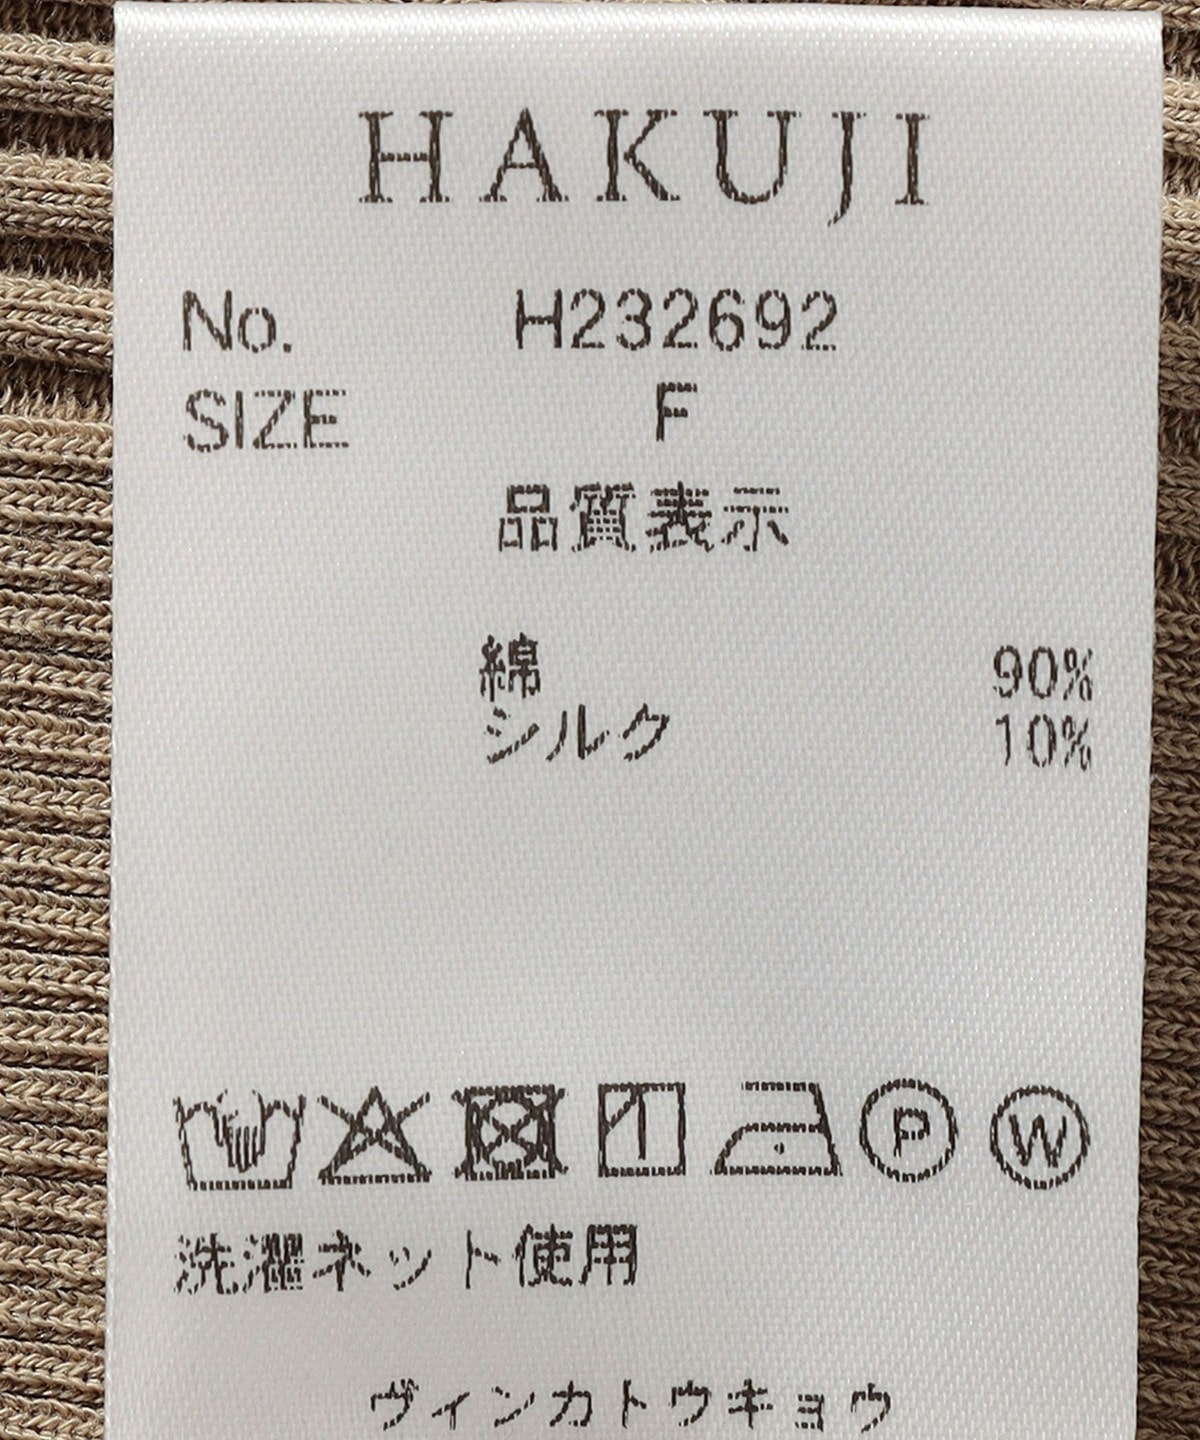 HAKUJI
No. H232692
SIZE F
品質表示
綿 90%
シルク 10%
P W
洗濯ネット使用
ヴィンカトウキョウ